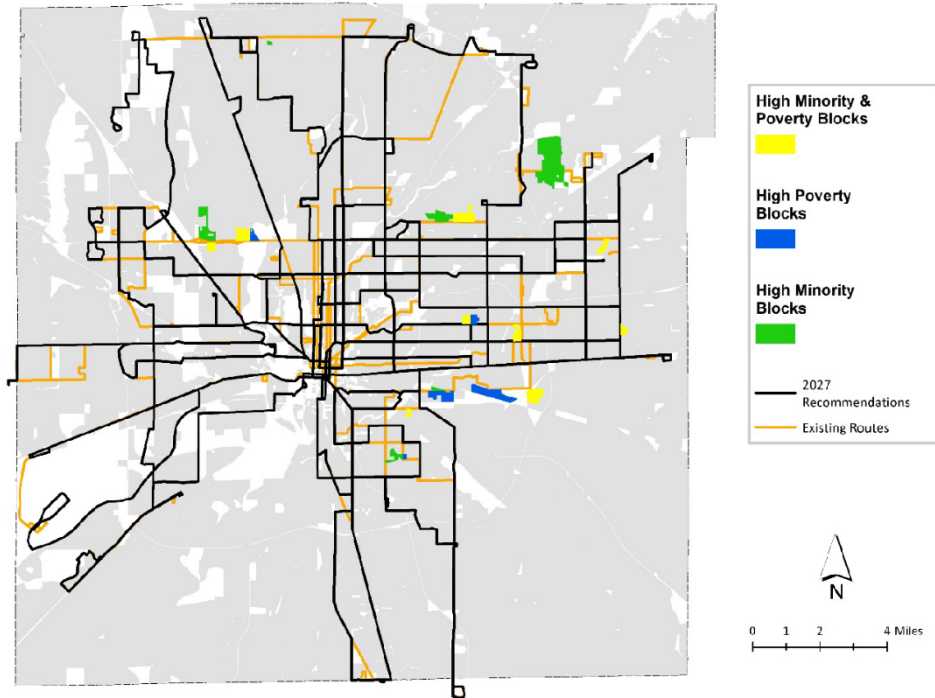 High Minority &
Poverty Blocks
High Poverty
Blocks
High Minority
Blocks
2027
Recommendations
Existing Routes
N
0 1 2 4 Miles